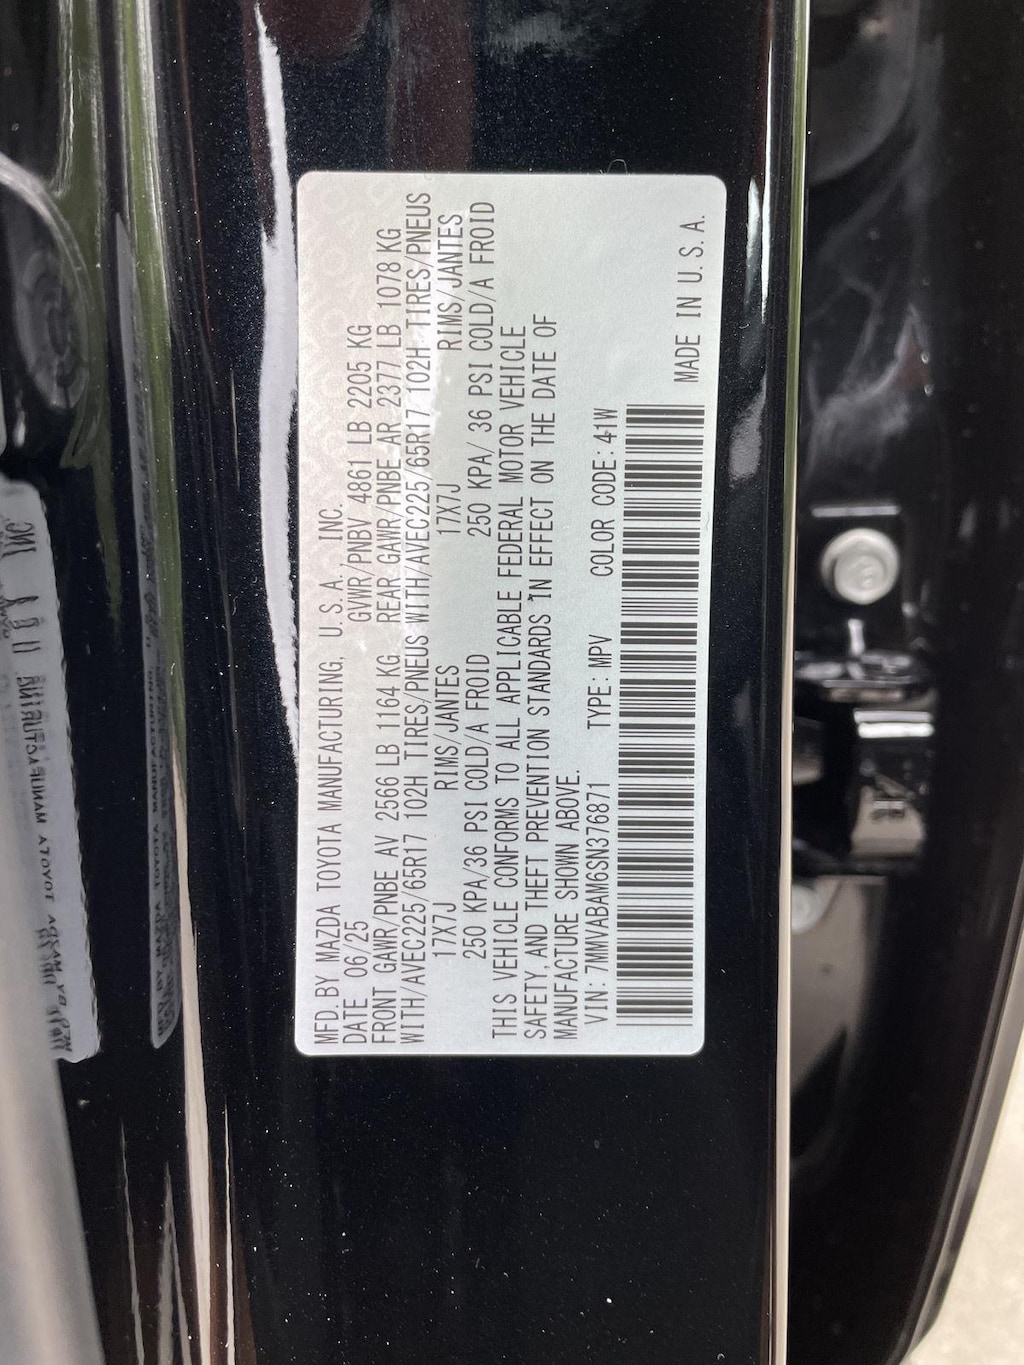 MFD. BY MAZDA TOYOTA MANUFACTURING, U.S.A., INC.
DATE 06/25 GVWR/PNBV 4861 LB 2205 KG
FRONT GAWR/PNBE AV 2566 LB 1164 KG REAR GAWR/PNBE AR 2377 LB 1078 KG
WITH/AVEC225/65R17 102H TIRES/PNEUS WITH/AVEC225/65R17 102H TIRES/PNEUS
17X7J RIMS/JANTES 17X7J RIMS/JANTES
250 KPA/36 PSI COLD/A FROID 250 KPA/ 36 PSI COLD/A FROID
THIS VEHICLE CONFORMS TO ALL APPLICABLE FEDERAL MOTOR VEHICLE
SAFETY, AND THEFT PREVENTION STANDARDS IN EFFECT ON THE DATE OF
MANUFACTURE SHOWN ABOVE.
VIN: 7MMVABAM6SN376871 TYPE: MPV COLOR CODE: 41W
MADE IN U.S.A.